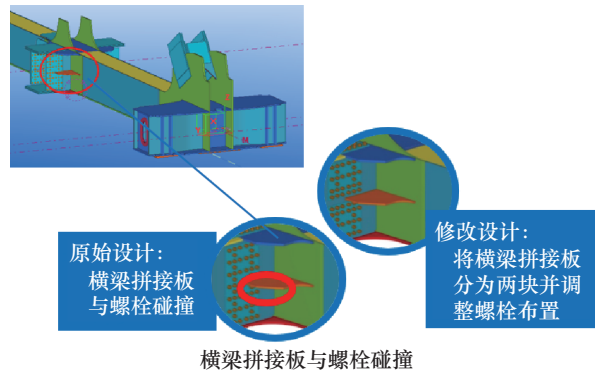 原始设计：
横梁拼接板
与螺栓碰撞
修改设计：
将横梁拼接板
分为两块并调
整螺栓布置
横梁拼接板与螺栓碰撞